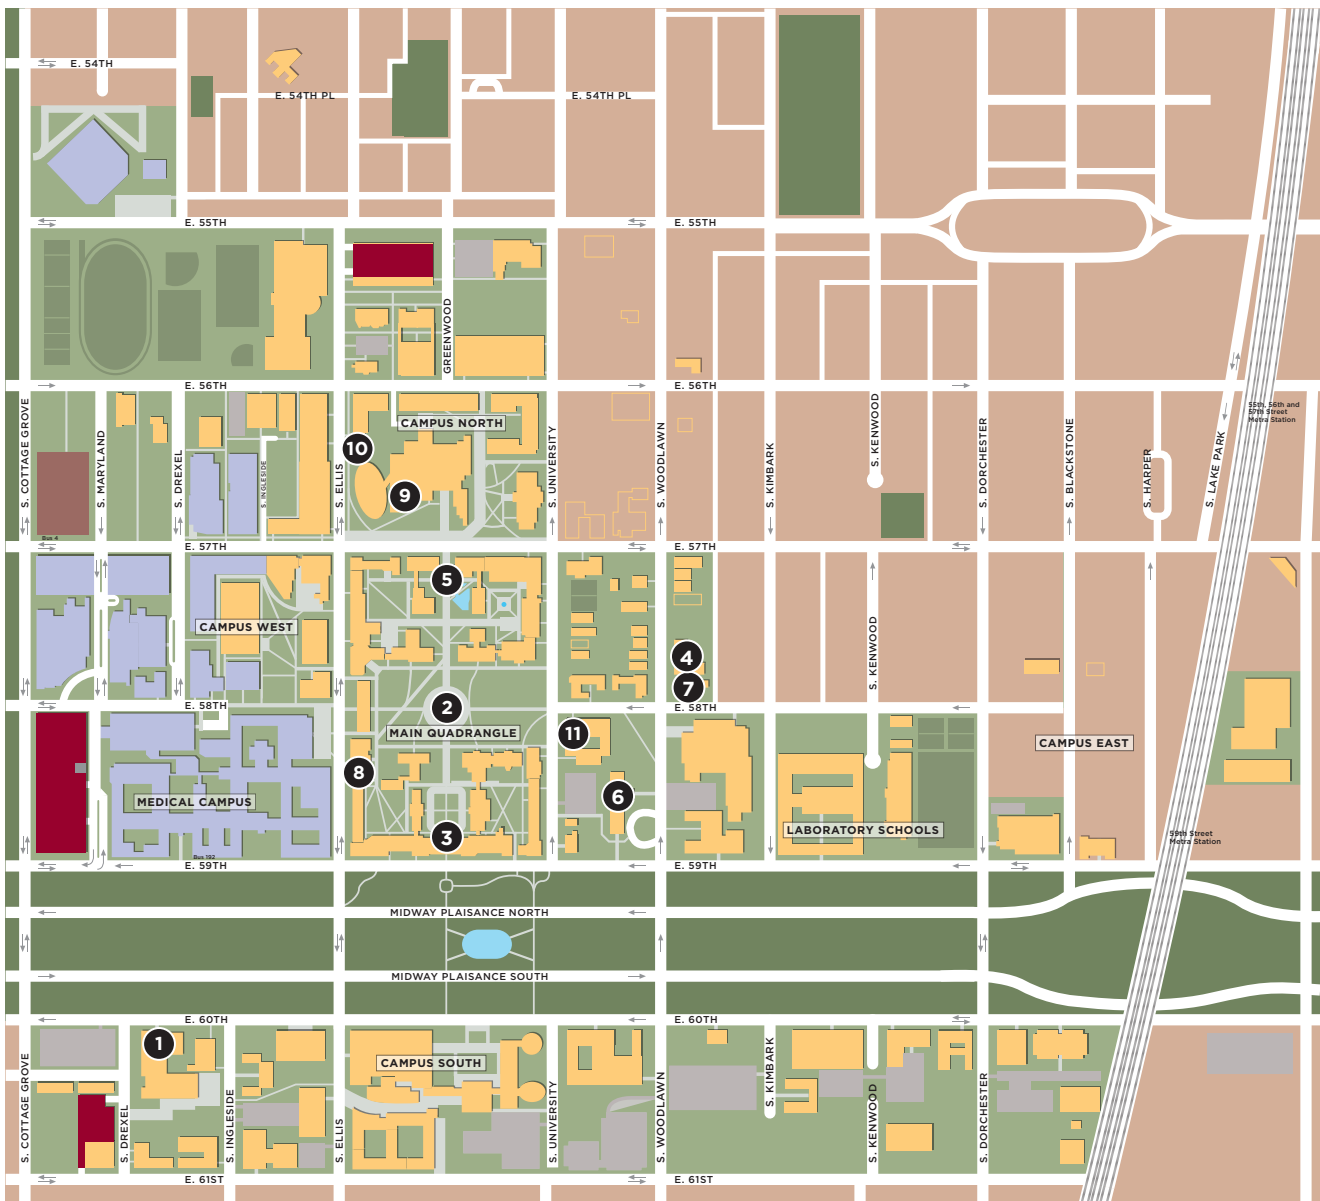 E. 54TH
E. 54TH PL
E. 54TH PL
E. 55TH
E. 55TH
GREENWOOD
E. 56TH
E. 56TH
S. COTTAGE GROVE
S. MARYLAND
S. DREXEL
S. INGLESIDE
S. ELLIS
CAMPUS NORTH
S. UNIVERSITY
S. WOODLAWN
S. KIMBARK
S. KENWOOD
S. DORCHESTER
S. BLACKSTONE
S. HARPER
S. LAKE PARK
55th, 56th and
57th Street
Metra Station
10
9
Bus 4
E. 57TH
E. 57TH
5
CAMPUS WEST
4
7
S. KENWOOD
E. 58TH
E. 58TH
2
MAIN QUADRANGLE
11
CAMPUS EAST
8
6
MEDICAL CAMPUS
3
LABORATORY SCHOOLS
59th Street
Metra Station
Bus 192
E. 59TH
E. 59TH
MIDWAY PLAISANCE NORTH
MIDWAY PLAISANCE SOUTH
E. 60TH
E. 60TH
1
CAMPUS SOUTH
S. COTTAGE GROVE
S. DREXEL
S. INGLESIDE
S. ELLIS
S. UNIVERSITY
S. WOODLAWN
S. KIMBARK
S. KENWOOD
S. DORCHESTER
E. 61ST
E. 61ST